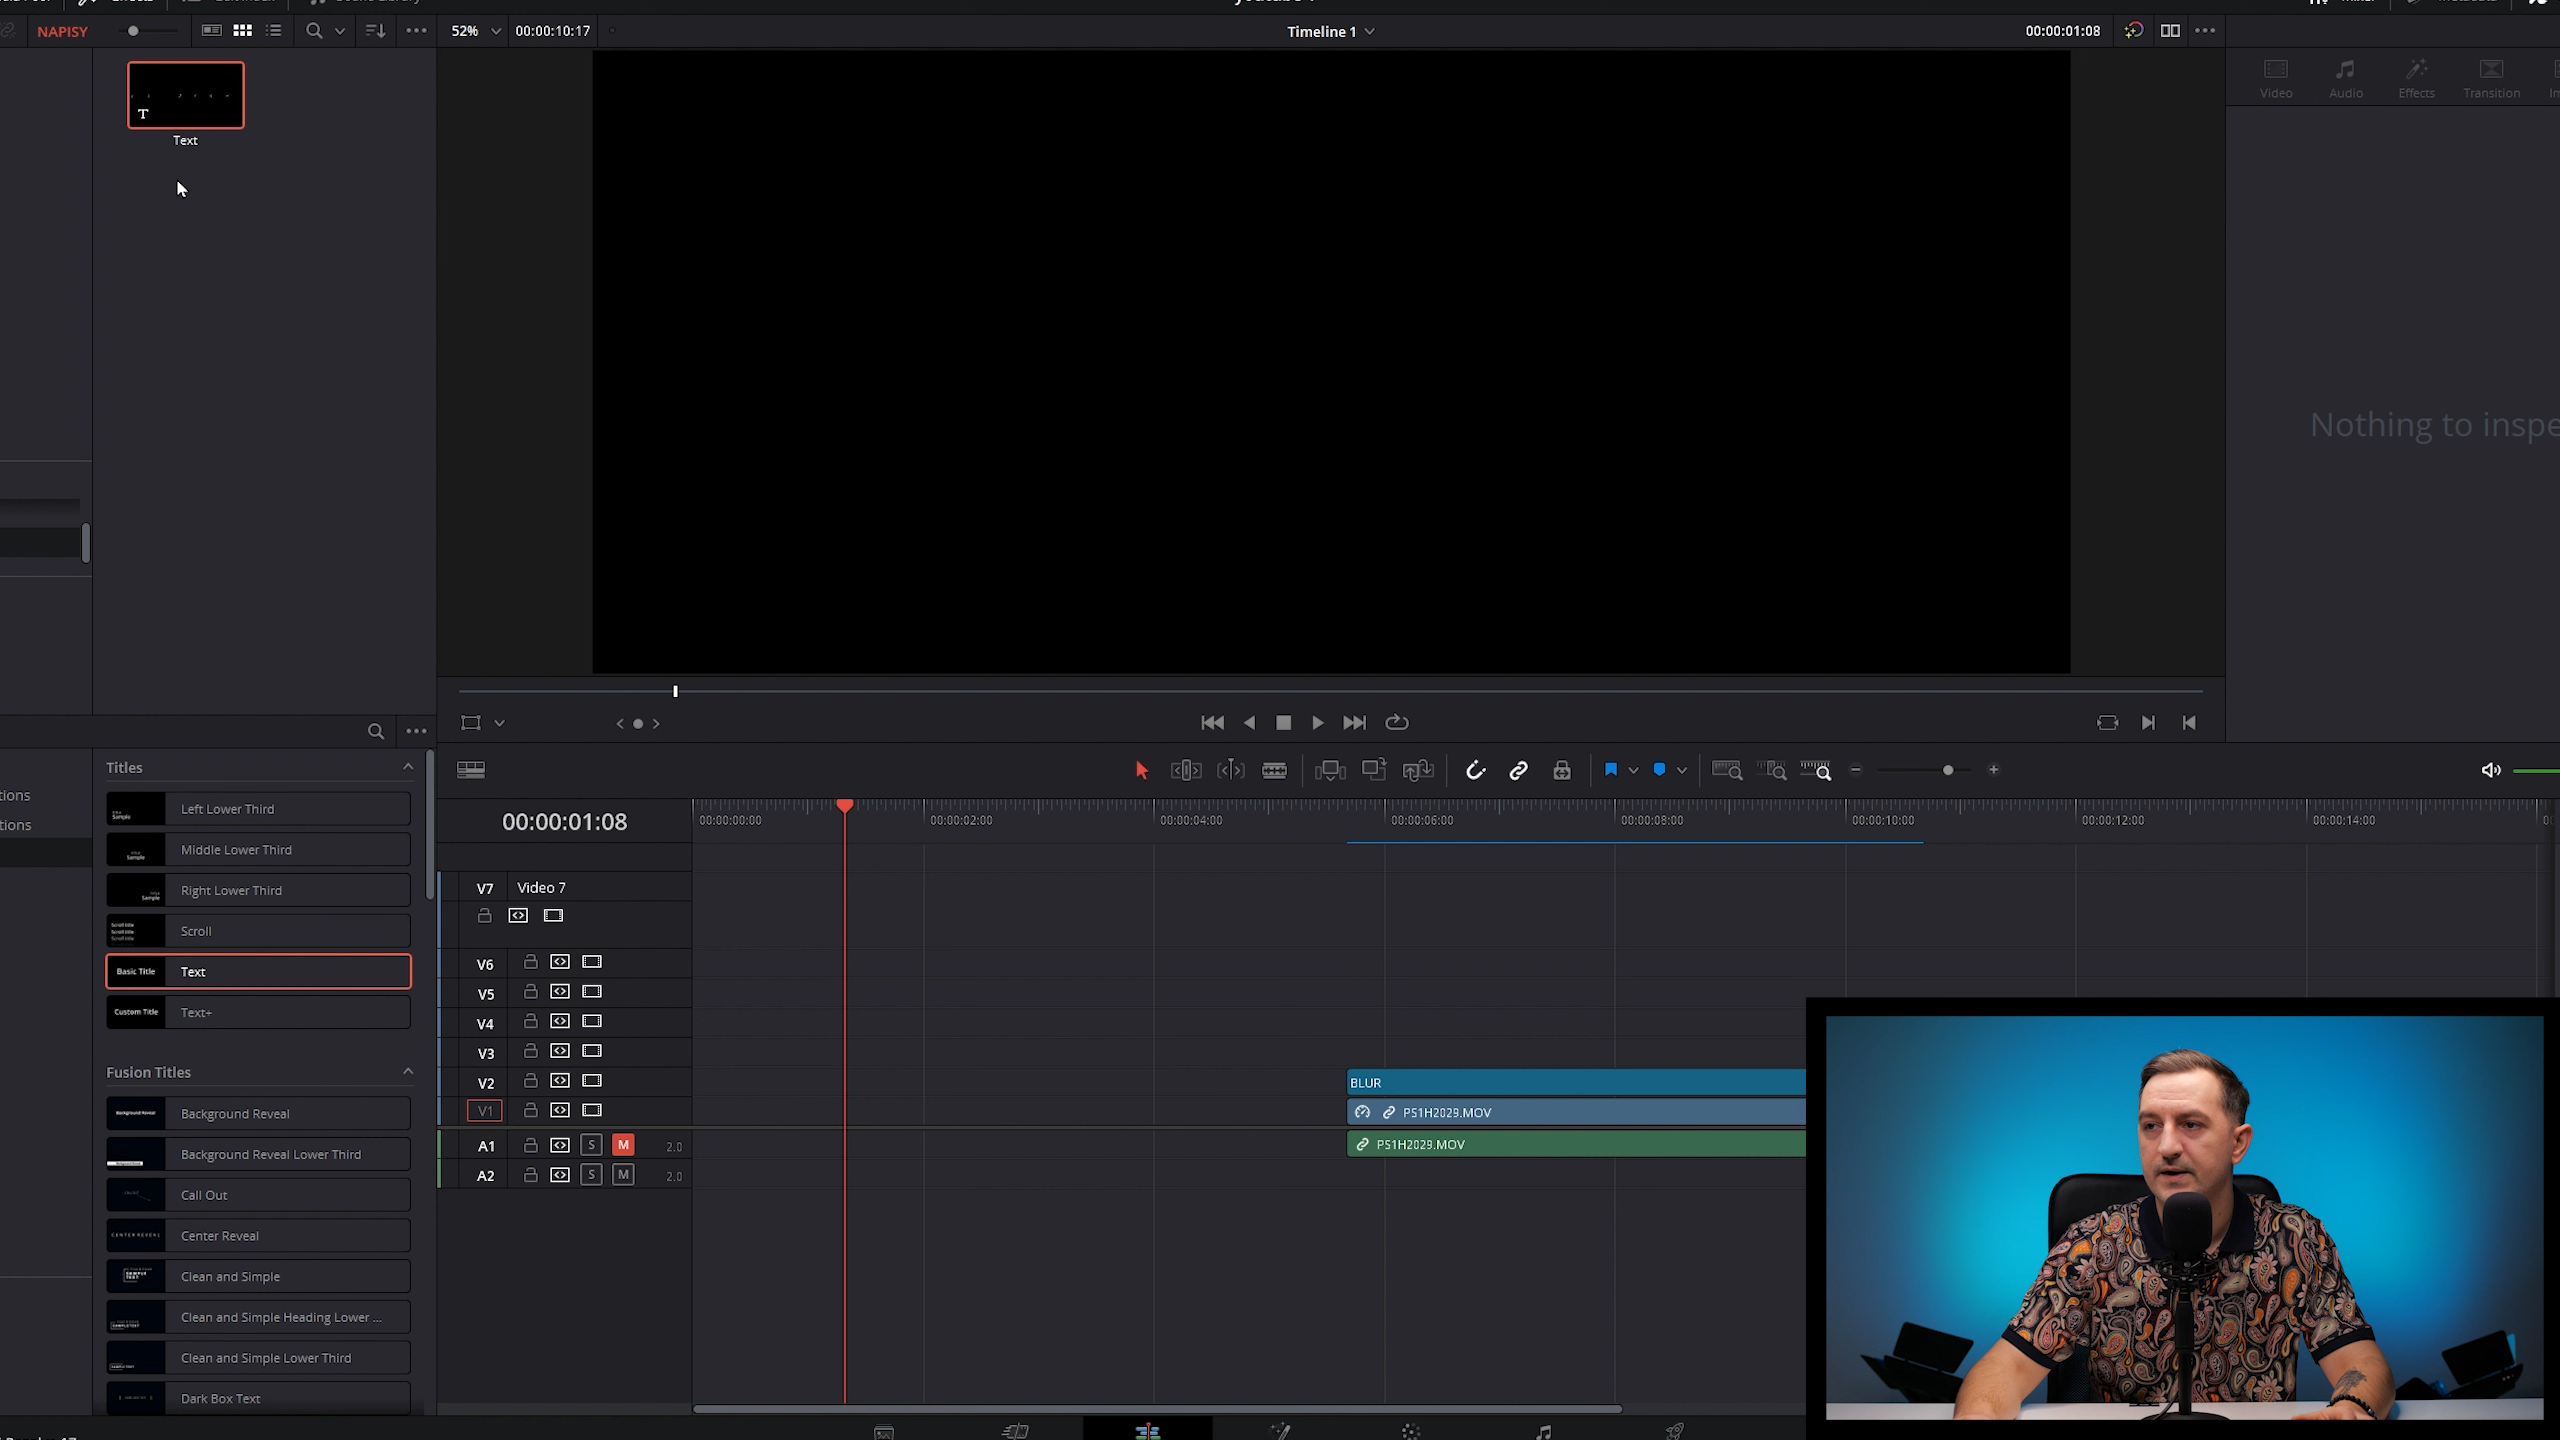 Effects
NAPISY
52%
00:00:10:17
Timeline 1
00:00:01:08
T
Text
Video
Audio
Effects
Transition
Nothing to inspe
Titles
tions
tions
Left Lower Third
Middle Lower Third
Right Lower Third
Scroll
Basic Title
Text
Custom Title
Text+
Fusion Titles
Background Reveal
Background Reveal Lower Third
Call Out
Center Reveal
Clean and Simple
Clean and Simple Heading Lower ...
Clean and Simple Lower Third
Dark Box Text
00:00:01:08
00:00:00:00
00:00:02:00
00:00:04:00
00:00:06:00
00:00:08:00
00:00:10:00
00:00:12:00
00:00:14:00
V7
Video 7
V6
V5
V4
V3
V2
BLUR
V1
PS1H2029.MOV
A1
S
M
2.0
PS1H2029.MOV
A2
S
M
2.0